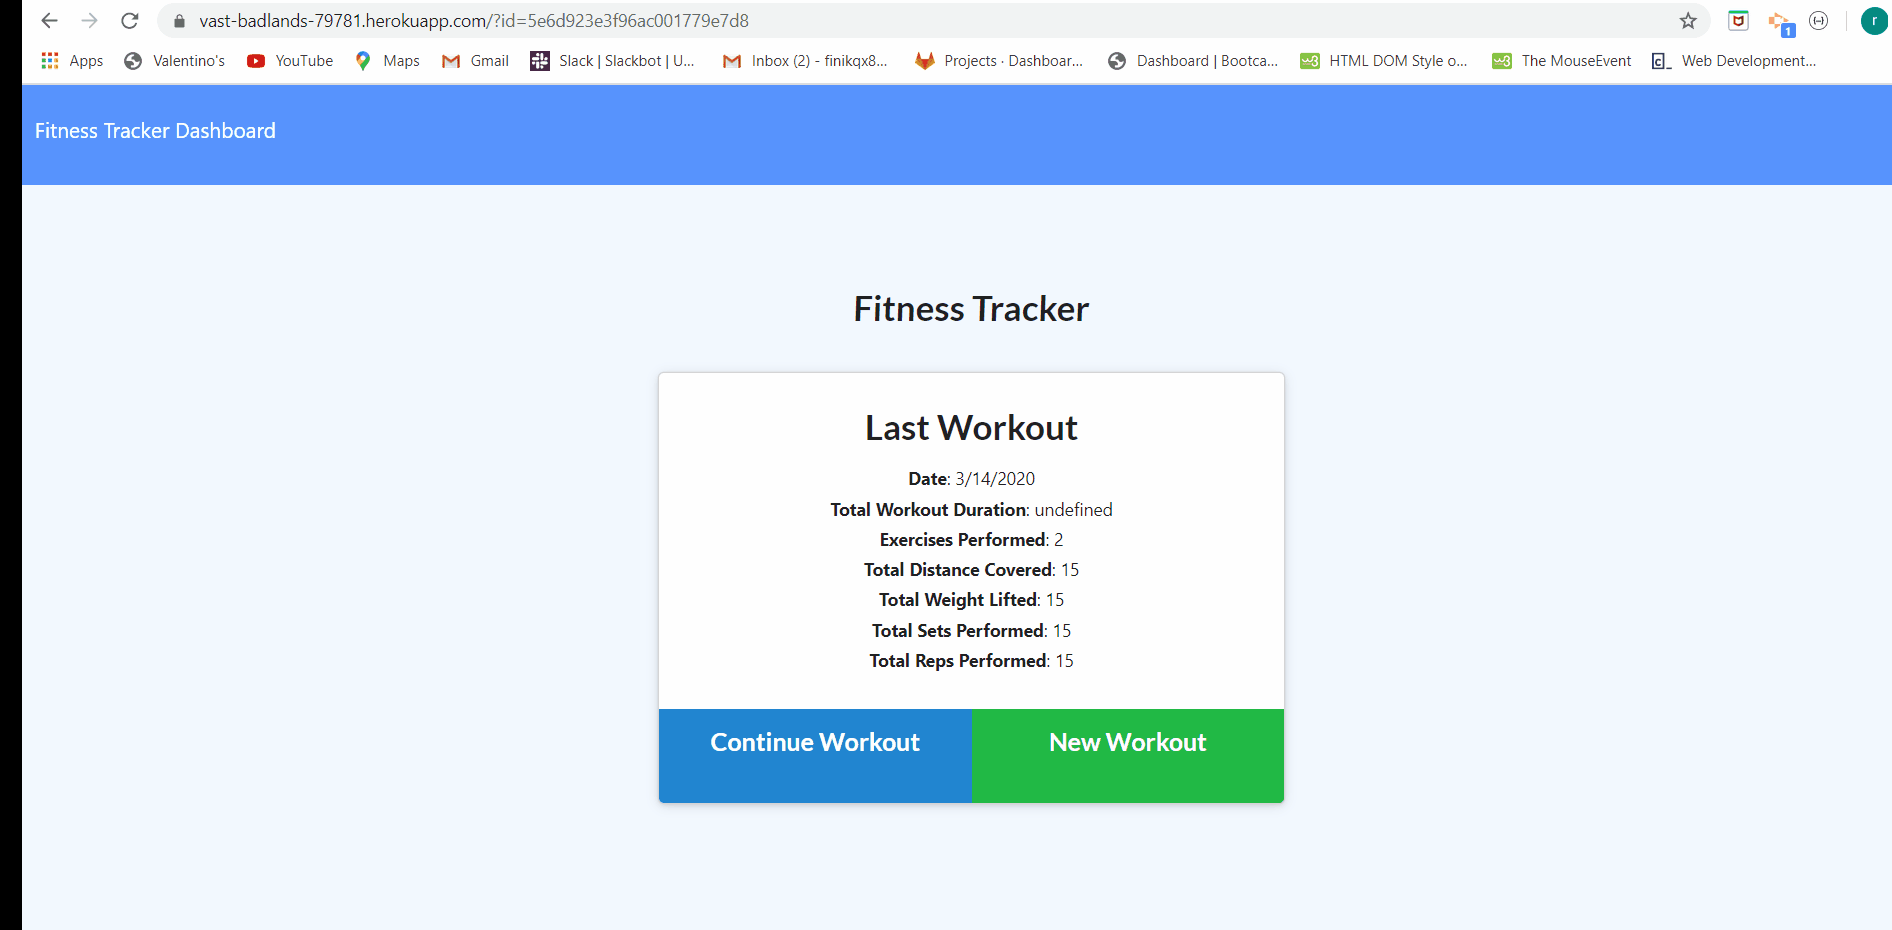 vast-badlands-79781.herokuapp.com/?id=5e6d923e3f96ac001779e7d8
1
r
Apps Valentino's YouTube Maps Gmail Slack | Slackbot | U... Inbox (2) - finikqx8... Projects · Dashboar... Dashboard | Bootca... HTML DOM Style o... The MouseEvent Web Development...
Fitness Tracker Dashboard
Fitness Tracker
Last Workout
Date: 3/14/2020
Total Workout Duration: undefined
Exercises Performed: 2
Total Distance Covered: 15
Total Weight Lifted: 15
Total Sets Performed: 15
Total Reps Performed: 15
Continue Workout New Workout